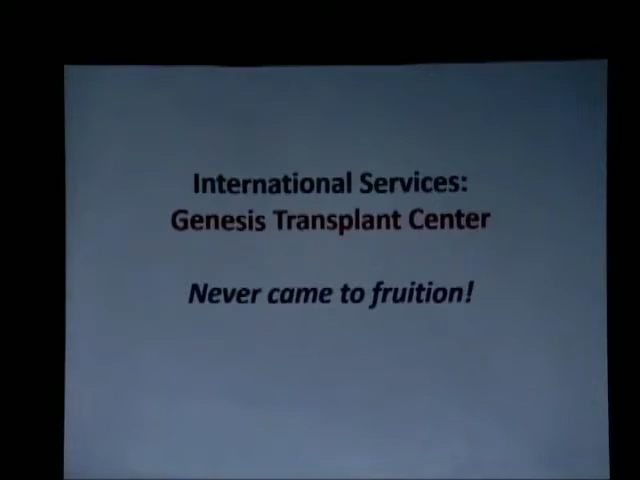 International Services:
Genesis Transplant Center
Never came to fruition!